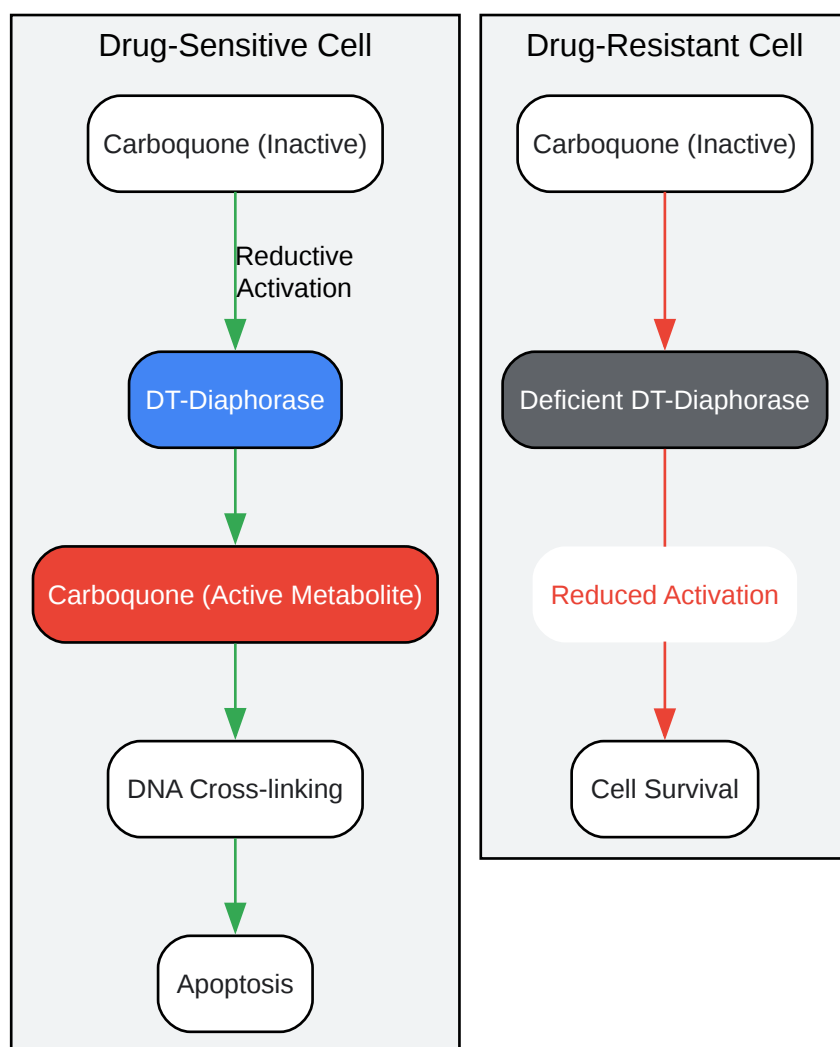 Drug-Sensitive Cell
Carboquone (Inactive)
Reductive
Activation
DT-Diaphorase
Carboquone (Active Metabolite)
DNA Cross-linking
Apoptosis
Drug-Resistant Cell
Carboquone (Inactive)
Deficient DT-Diaphorase
Reduced Activation
Cell Survival